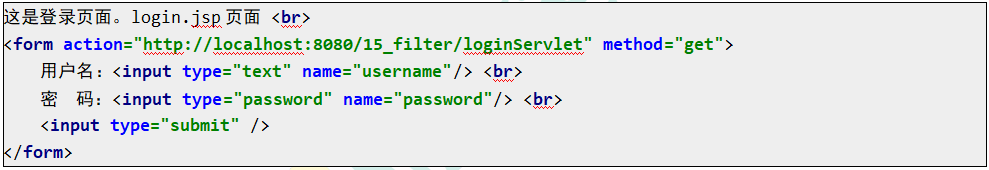 这是登录页面。login.jsp 页面 <br>
<form action="http://localhost:8080/15_filter/loginServlet" method="get">
    用户名：<input type="text" name="username"/> <br>
    密  码：<input type="password" name="password"/> <br>
    <input type="submit" />
</form>